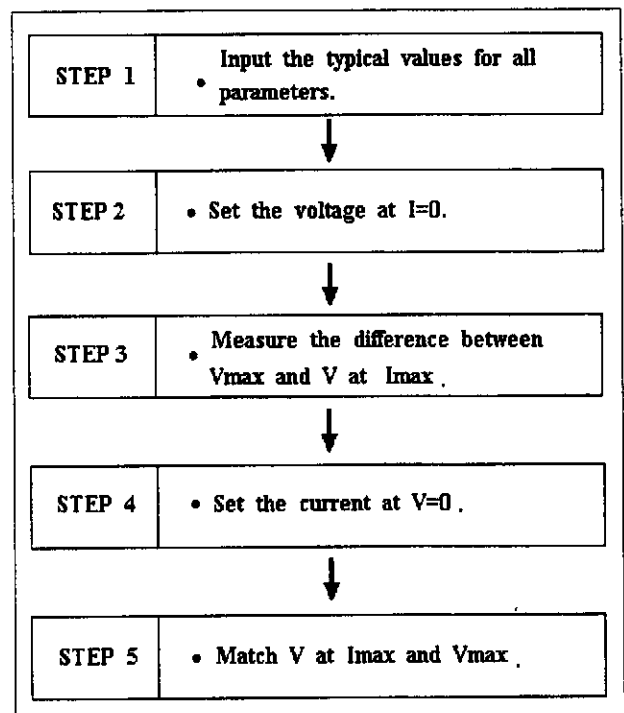 STEP 1
• Input the typical values for all
parameters.
STEP 2
• Set the voltage at I=0.
STEP 3
• Measure the difference between
Vmax and V at Imax .
STEP 4
• Set the current at V=0 .
STEP 5
• Match V at Imax and Vmax .